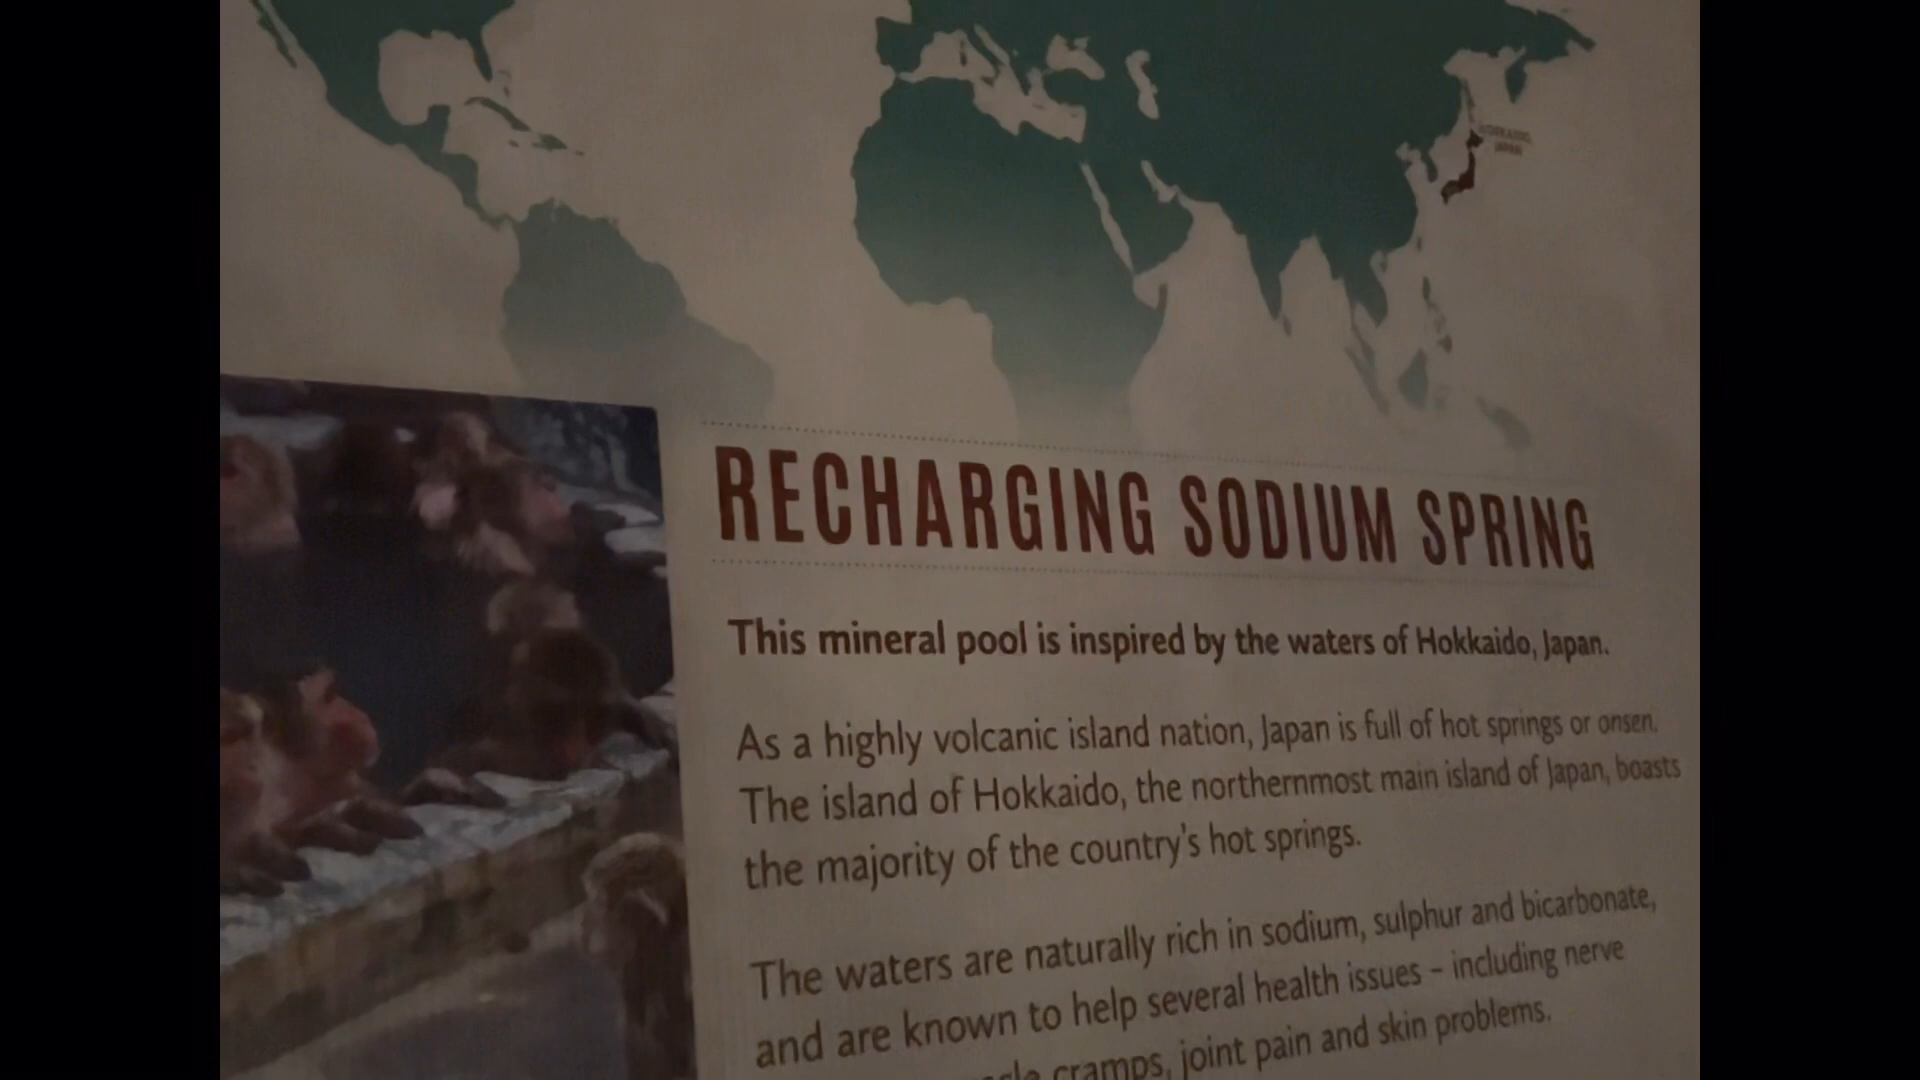 HOKKAIDO,
JAPAN
RECHARGING SODIUM SPRING
This mineral pool is inspired by the waters of Hokkaido, Japan.
As a highly volcanic island nation, Japan is full of hot springs or onsen.
The island of Hokkaido, the northernmost main island of Japan, boasts
the majority of the country's hot springs.
The waters are naturally rich in sodium, sulphur and bicarbonate,
and are known to help several health issues – including nerve
cramps, joint pain and skin problems.